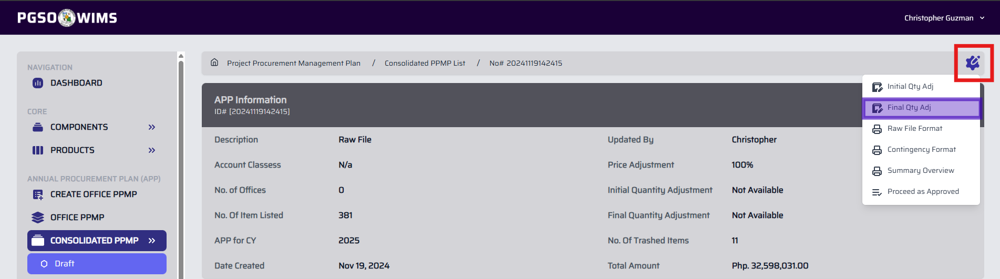 PGSO WIMS
Christopher Guzman
NAVIGATION
DASHBOARD
CORE
COMPONENTS
PRODUCTS
ANNUAL PROCUREMENT PLAN (APP)
CREATE OFFICE PPMP
OFFICE PPMP
CONSOLIDATED PPMP
Draft
Project Procurement Management Plan / Consolidated PPMP List / No# 20241119142415
APP Information
ID# [20241119142415]
Description Raw File
Account Classess N/a
No. of Offices 0
No. Of Item Listed 381
APP for CY 2025
Date Created Nov 19, 2024
Updated By Christopher
Price Adjustment 100%
Initial Quantity Adjustment Not Available
Final Quantity Adjustment Not Available
No. Of Trashed Items 11
Total Amount Php. 32,598,031.00
Initial Qty Adj
Final Qty Adj
Raw File Format
Contingency Format
Summary Overview
Proceed as Approved